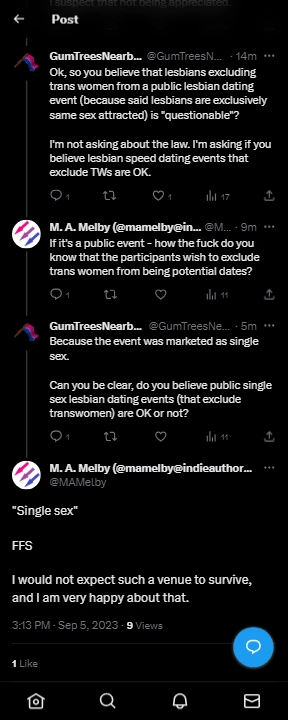 I suspect that not being appreciated.
Post
GumTreesNearb... @GumTreesN... · 14m
Ok, so you believe that lesbians excluding
trans women from a public lesbian dating
event (because said lesbians are exclusively
same sex attracted) is "questionable"?
I'm not asking about the law. I'm asking if you
believe lesbian speed dating events that
exclude TWs are OK.
1 1 17
M. A. Melby (@mamelby@in... @M... · 9m
If it's a public event - how the fuck do you
know that the participants wish to exclude
trans women from being potential dates?
1 11
GumTreesNearb... @GumTreesNe... · 5m
Because the event was marketed as single
sex.
Can you be clear, do you believe public single
sex lesbian dating events (that exclude
transwomen) are OK or not?
1 11
M. A. Melby (@mamelby@indieauthor...
@MAMelby
"Single sex"
FFS
I would not expect such a venue to survive,
and I am very happy about that.
3:13 PM · Sep 5, 2023 · 9 Views
1 Like